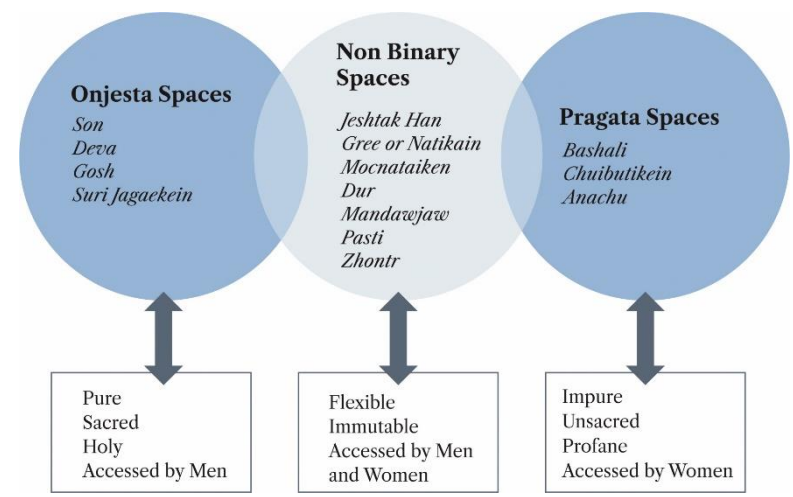 Onjesta Spaces
Son
Deva
Gosh
Suri Jagaekein
Non Binary
Spaces
Jeshtak Han
Gree or Natikain
Mocnataiken
Dur
Mandawjaw
Pasti
Zhontr
Pragata Spaces
Bashali
Chuibutikein
Anachu
Pure
Sacred
Holy
Accessed by Men
Flexible
Immutable
Accessed by Men
and Women
Impure
Unsacred
Profane
Accessed by Women